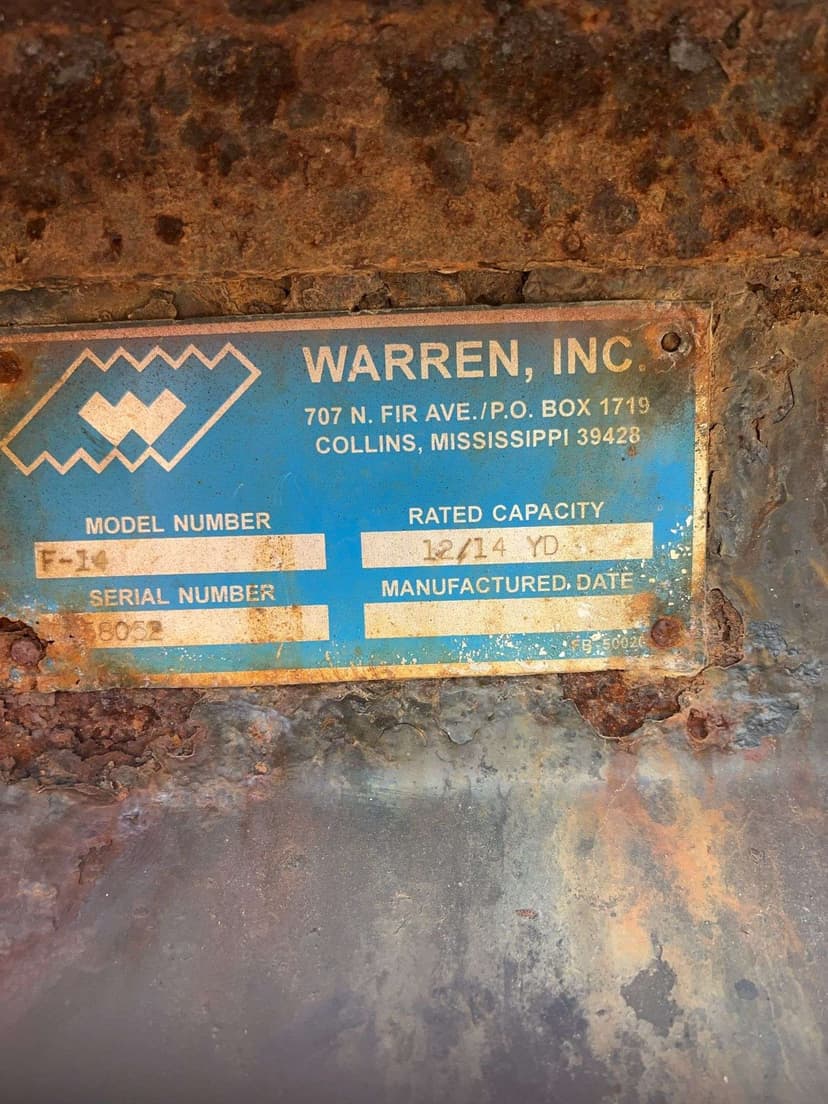 WARREN, INC.
707 N. FIR AVE./P.O. BOX 1719
COLLINS, MISSISSIPPI 39428
MODEL NUMBER
F-14
RATED CAPACITY
12/14 YD
SERIAL NUMBER
MANUFACTURED DATE